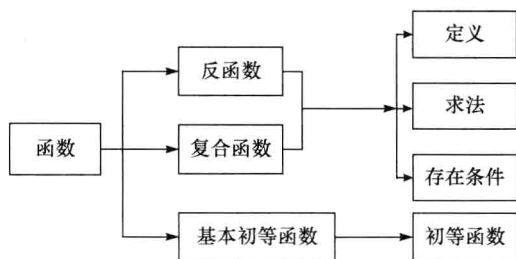 定义
反函数
求法
函数
复合函数
存在条件
基本初等函数
初等函数